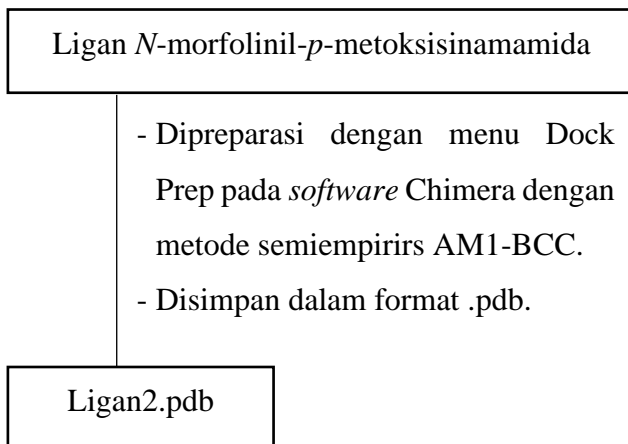 Ligan N-morfolinil-p-metoksisinamamida
- Dipreparasi dengan menu Dock
Prep pada software Chimera dengan
metode semiempirirs AM1-BCC.
- Disimpan dalam format .pdb.
Ligan2.pdb